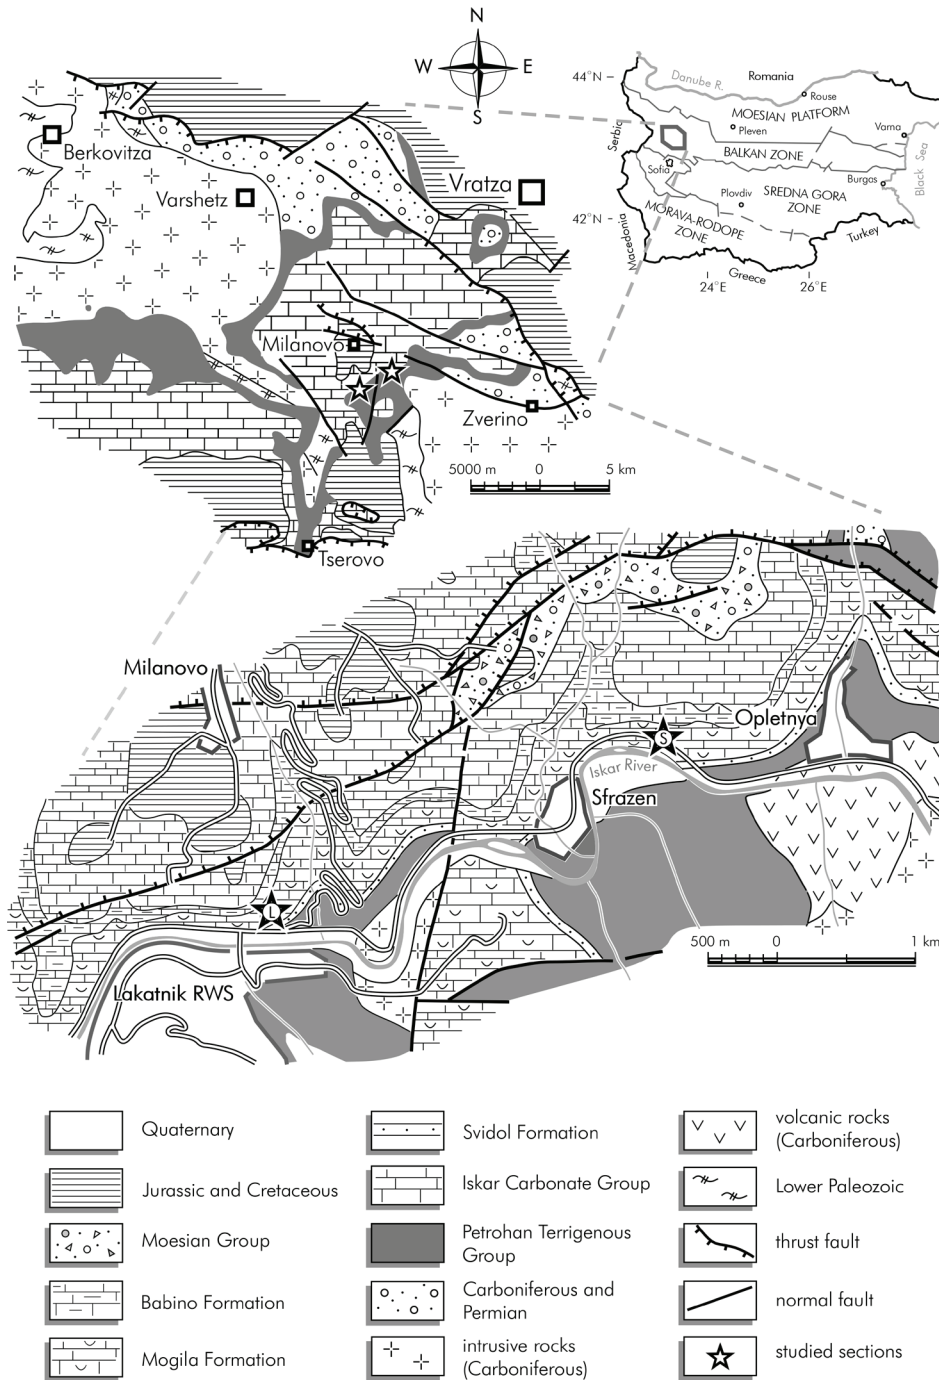 N
W
E
S
44°N
42°N
24°E
26°E
Danube R.
Romania
Rouse
MOESIAN PLATFORM
Pleven
Varna
Serbia
BALKAN ZONE
Sofia
Burgas
Black Sea
Plovdiv
SREDNA GORA
ZONE
MORAVA-RODOPE
ZONE
Macedonia
Turkey
Greece
Berkovitza
Varshetz
Vratza
Milanovo
Zverino
5000 m
0
5 km
Tserovo
Milanovo
Opletnya
S
Iskar River
Sfrazen
L
Lakatnik RWS
500 m
0
1 km
Quaternary
Jurassic and Cretaceous
Moesian Group
Babino Formation
Mogila Formation
Svidol Formation
Iskar Carbonate Group
Petrohan Terrigenous
Group
Carboniferous and
Permian
intrusive rocks
(Carboniferous)
volcanic rocks
(Carboniferous)
Lower Paleozoic
thrust fault
normal fault
studied sections